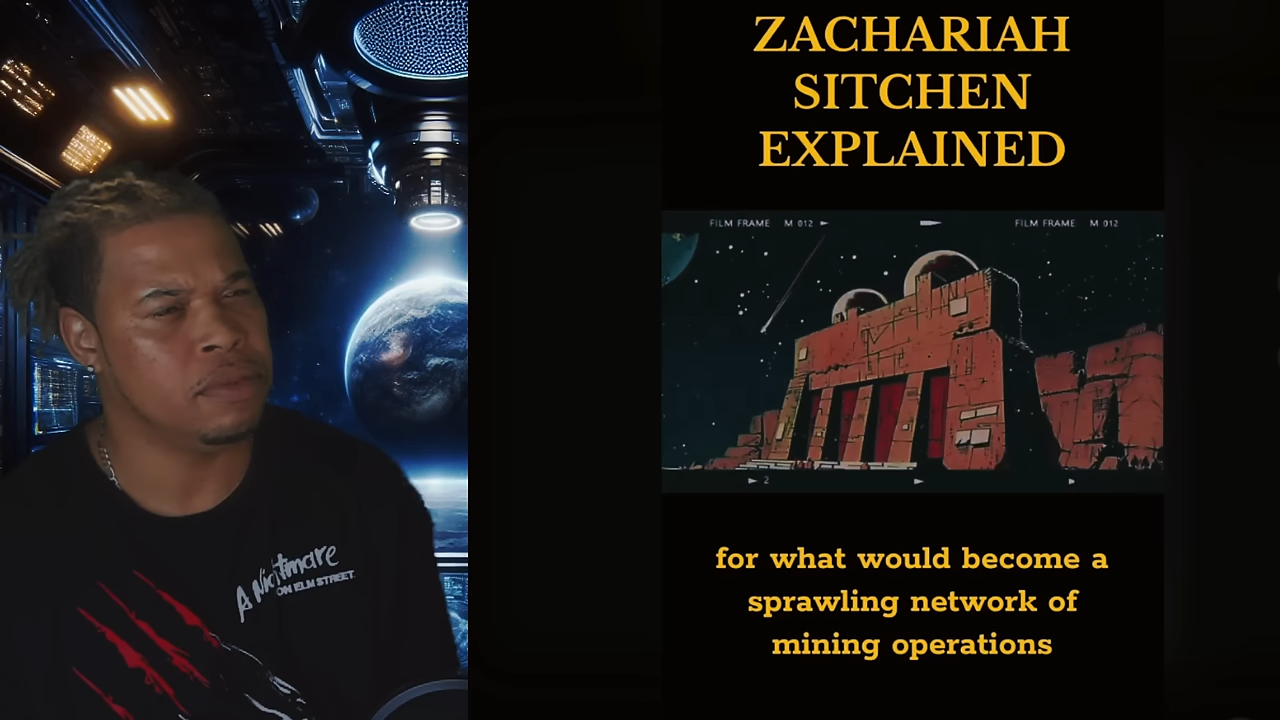 ZACHARIAH
SITCHEN
EXPLAINED
FILM FRAME M 012
FILM FRAME M 012
2
for what would become a
sprawling network of
mining operations
A Nightmare
ON ELM STREET